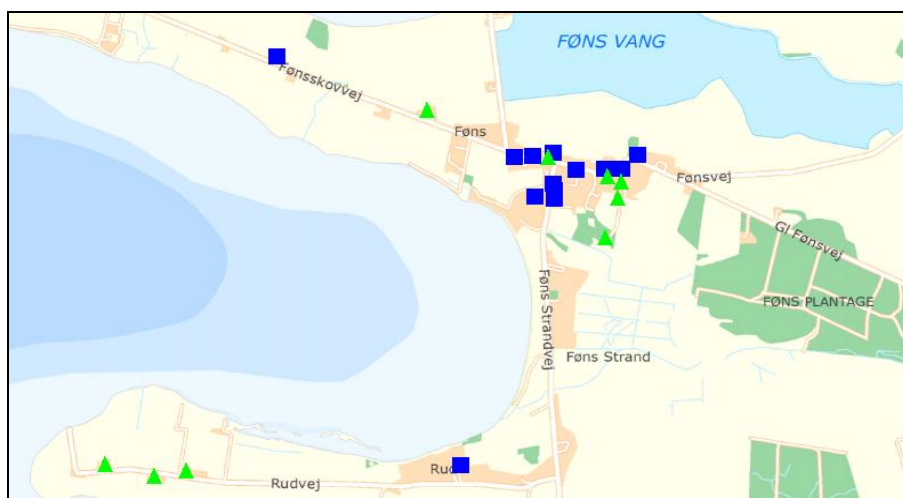 FØNS VANG
Fønsskovvej
Føns
Fønsvej
Gl Fønsvej
FØNS PLANTAGE
Føns Strandvej
Føns Strand
Rudvej